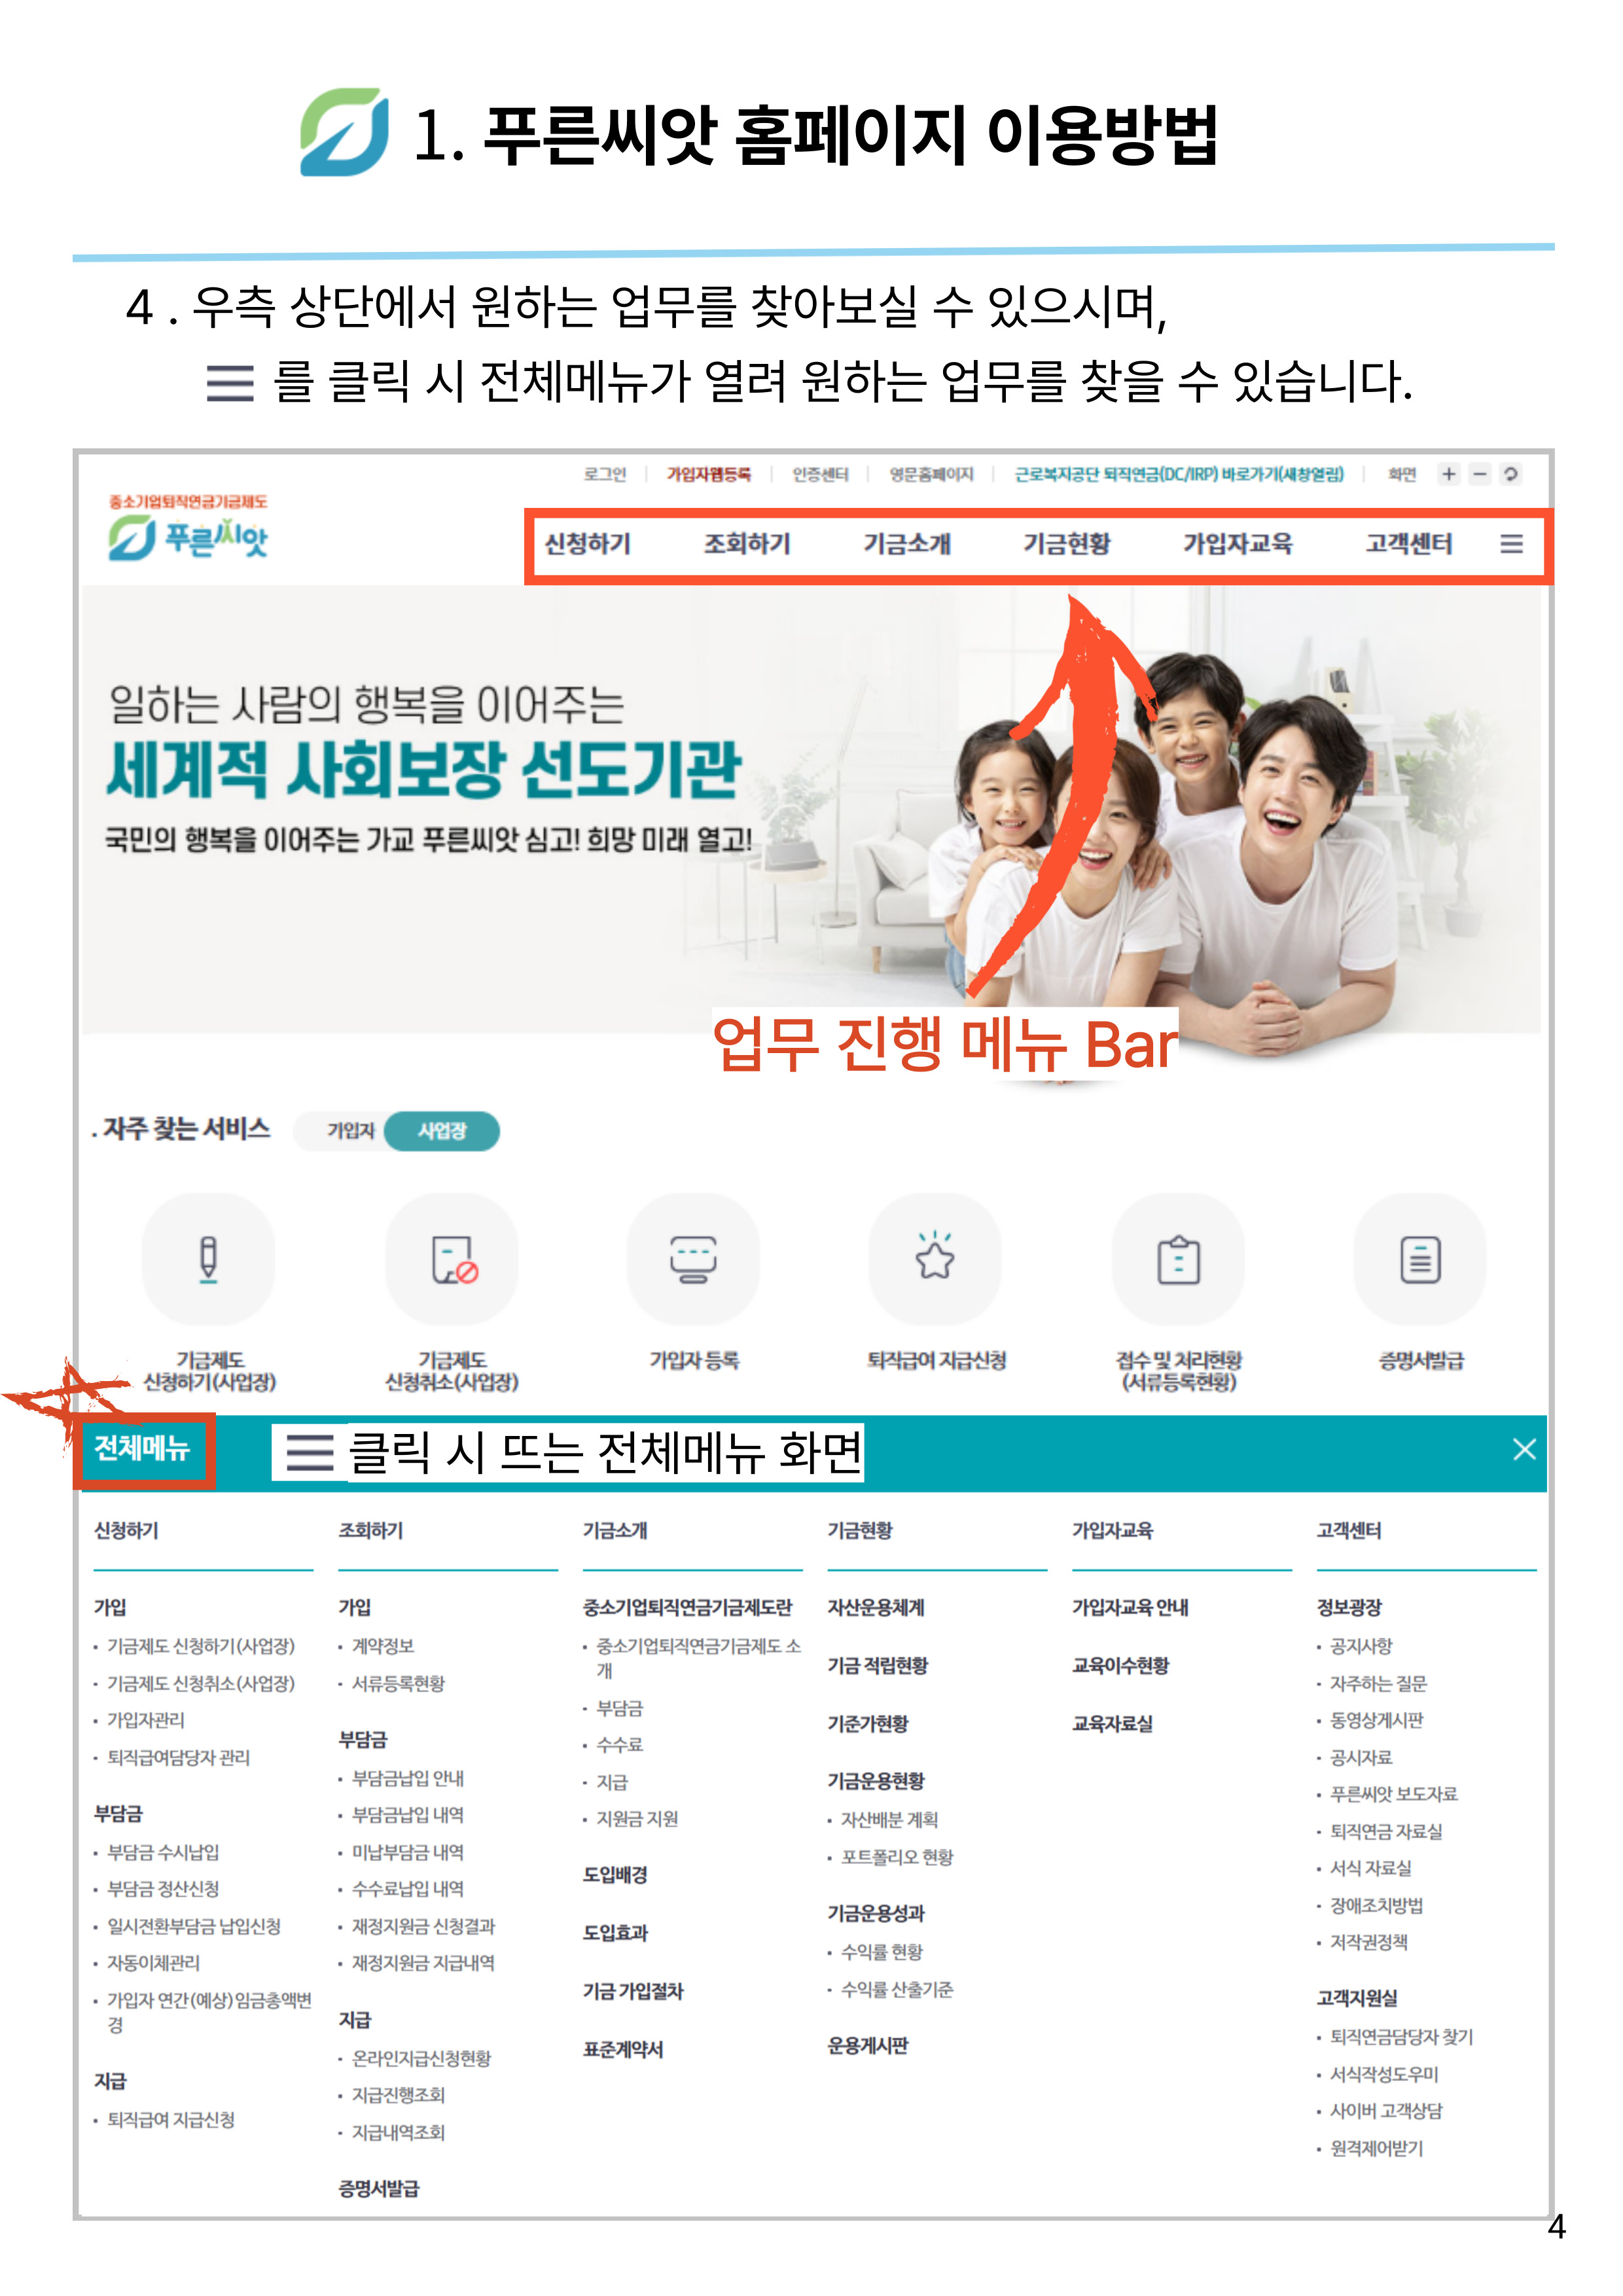 1. 푸른씨앗 홈페이지 이용방법
4 . 우측 상단에서 원하는 업무를 찾아보실 수 있으시며,
를 클릭 시 전체메뉴가 열려 원하는 업무를 찾을 수 있습니다.
로그인 가입자웹등록 인증센터 영문홈페이지 근로복지공단 퇴직연금(DC/IRP) 바로가기(새창열림) 화면
중소기업퇴직연금기금제도
푸른씨앗
신청하기 조회하기 기금소개 기금현황 가입자교육 고객센터
일하는 사람의 행복을 이어주는
세계적 사회보장 선도기관
국민의 행복을 이어주는 가교 푸른씨앗 심고! 희망 미래 열고!
업무 진행 메뉴 Bar
. 자주 찾는 서비스 가입자 사업장
기금제도
신청하기(사업장)
기금제도
신청취소(사업장)
가입자 등록
퇴직급여 지급신청
접수 및 처리현황
(서류등록현황)
증명서발급
전체메뉴
클릭 시 뜨는 전체메뉴 화면
신청하기
가입
기금제도 신청하기(사업장)
기금제도 신청취소(사업장)
가입자관리
퇴직급여담당자 관리
부담금
부담금 수시납입
부담금 정산신청
일시전환부담금 납입신청
자동이체관리
가입자 연간(예상)임금총액변
경
지급
퇴직급여 지급신청
조회하기
가입
계약정보
서류등록현황
부담금
부담금납입 안내
부담금납입 내역
미납부담금 내역
수수료납입 내역
재정지원금 신청결과
재정지원금 지급내역
지급
온라인지급신청현황
지급진행조회
지급내역조회
증명서발급
기금소개
중소기업퇴직연금기금제도란
중소기업퇴직연금기금제도 소
개
부담금
수수료
지급
지원금 지원
도입배경
도입효과
기금 가입절차
표준계약서
기금현황
자산운용체계
기금 적립현황
기준가현황
기금운용현황
자산배분 계획
포트폴리오 현황
기금운용성과
수익률 현황
수익률 산출기준
운용게시판
가입자교육
가입자교육 안내
교육이수현황
교육자료실
고객센터
정보광장
공지사항
자주하는 질문
동영상게시판
공시자료
푸른씨앗 보도자료
퇴직연금 자료실
서식 자료실
장애조치방법
저작권정책
고객지원실
퇴직연금담당자 찾기
서식작성도우미
사이버 고객상담
원격제어받기
4